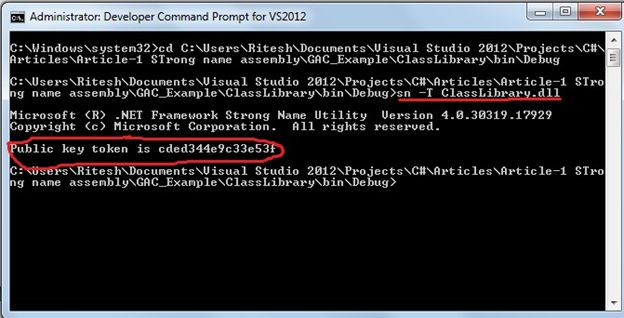 Administrator: Developer Command Prompt for VS2012
C:\Windows\system32>cd C:\Users\Ritesh\Documents\Visual Studio 2012\Projects\C#\
Articles\Article-1 STrong name assembly\GAC_Example\ClassLibrary\bin\Debug
C:\Users\Ritesh\Documents\Visual Studio 2012\Projects\C#\Articles\Article-1 STro
ng name assembly\GAC_Example\ClassLibrary\bin\Debug>sn -T ClassLibrary.dll
Microsoft (R) .NET Framework Strong Name Utility  Version 4.0.30319.17929
Copyright (c) Microsoft Corporation.  All rights reserved.
Public key token is cded344e9c33e53f
C:\Users\Ritesh\Documents\Visual Studio 2012\Projects\C#\Articles\Article-1 STro
ng name assembly\GAC_Example\ClassLibrary\bin\Debug>